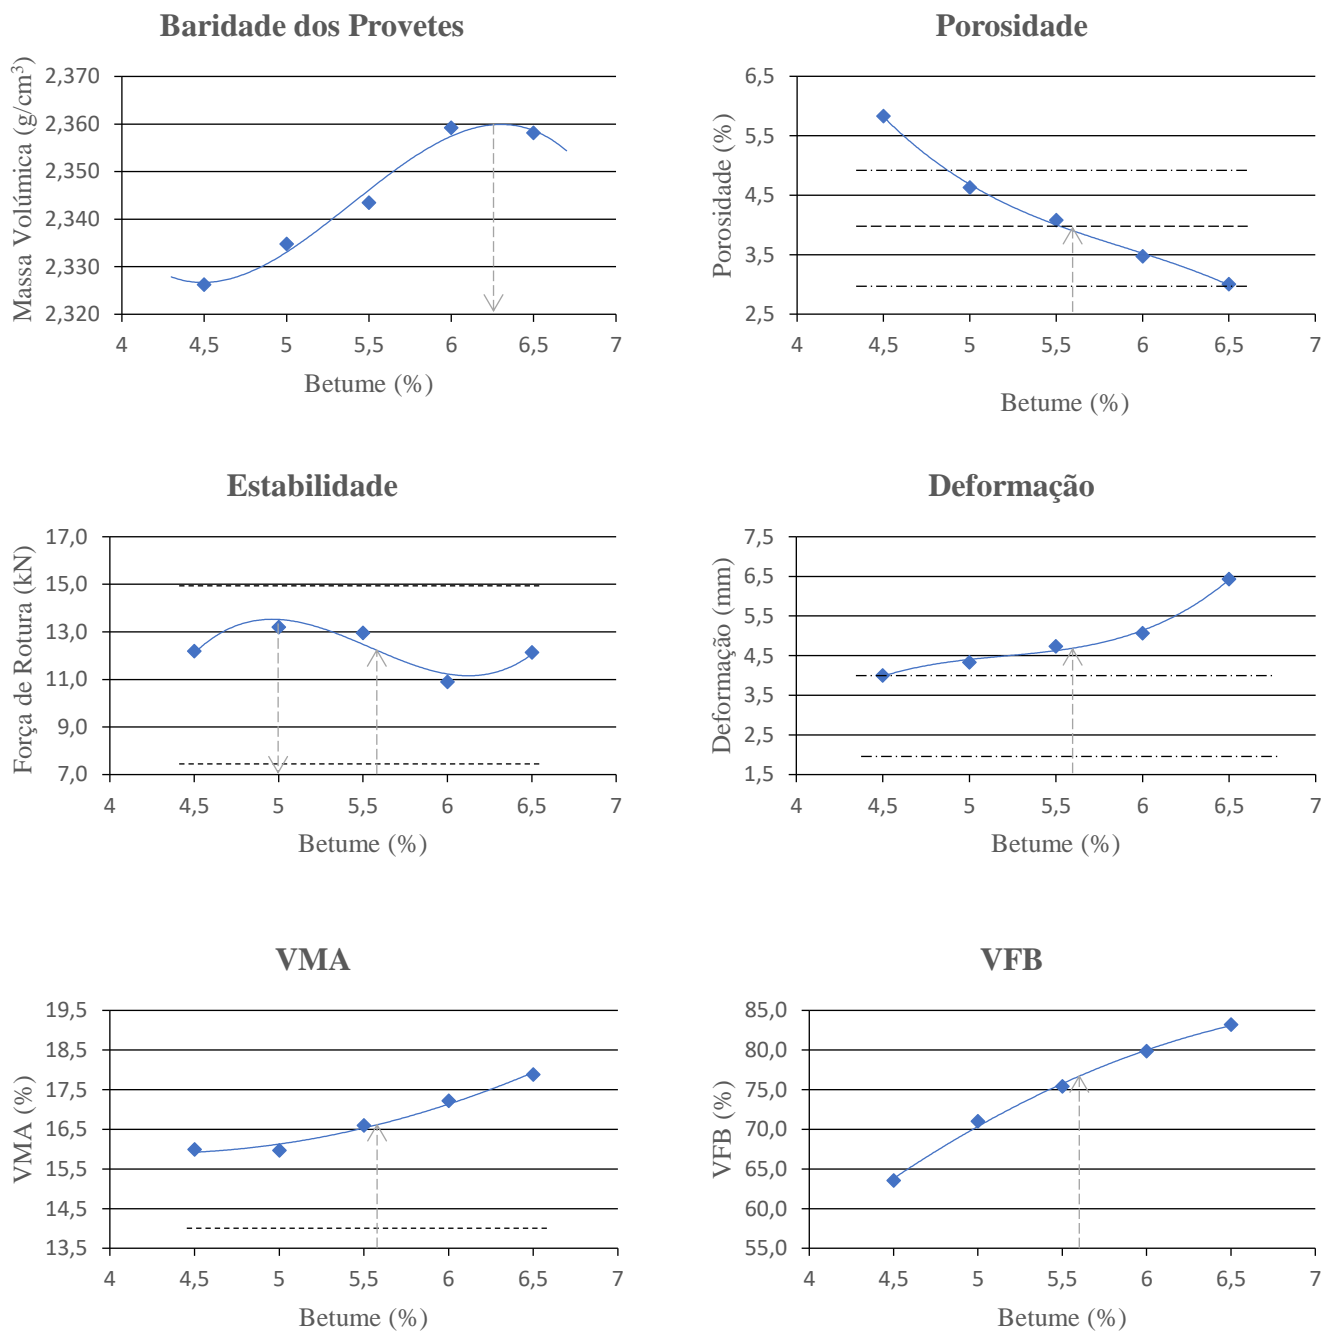 Baridade dos Provetes
Massa Volúmica (g/cm³)
2,370
2,360
2,350
2,340
2,330
2,320
4 4,5 5 5,5 6 6,5 7
Betume (%)
Porosidade
Porosidade (%)
6,5
5,5
4,5
3,5
2,5
4 4,5 5 5,5 6 6,5 7
Betume (%)
Estabilidade
Força de Rotura (kN)
17,0
15,0
13,0
11,0
9,0
7,0
4 4,5 5 5,5 6 6,5 7
Betume (%)
Deformação
Deformação (mm)
7,5
6,5
5,5
4,5
3,5
2,5
1,5
4 4,5 5 5,5 6 6,5 7
Betume (%)
VMA
VMA (%)
19,5
18,5
17,5
16,5
15,5
14,5
13,5
4 4,5 5 5,5 6 6,5 7
Betume (%)
VFB
VFB (%)
85,0
80,0
75,0
70,0
65,0
60,0
55,0
4 4,5 5 5,5 6 6,5 7
Betume (%)